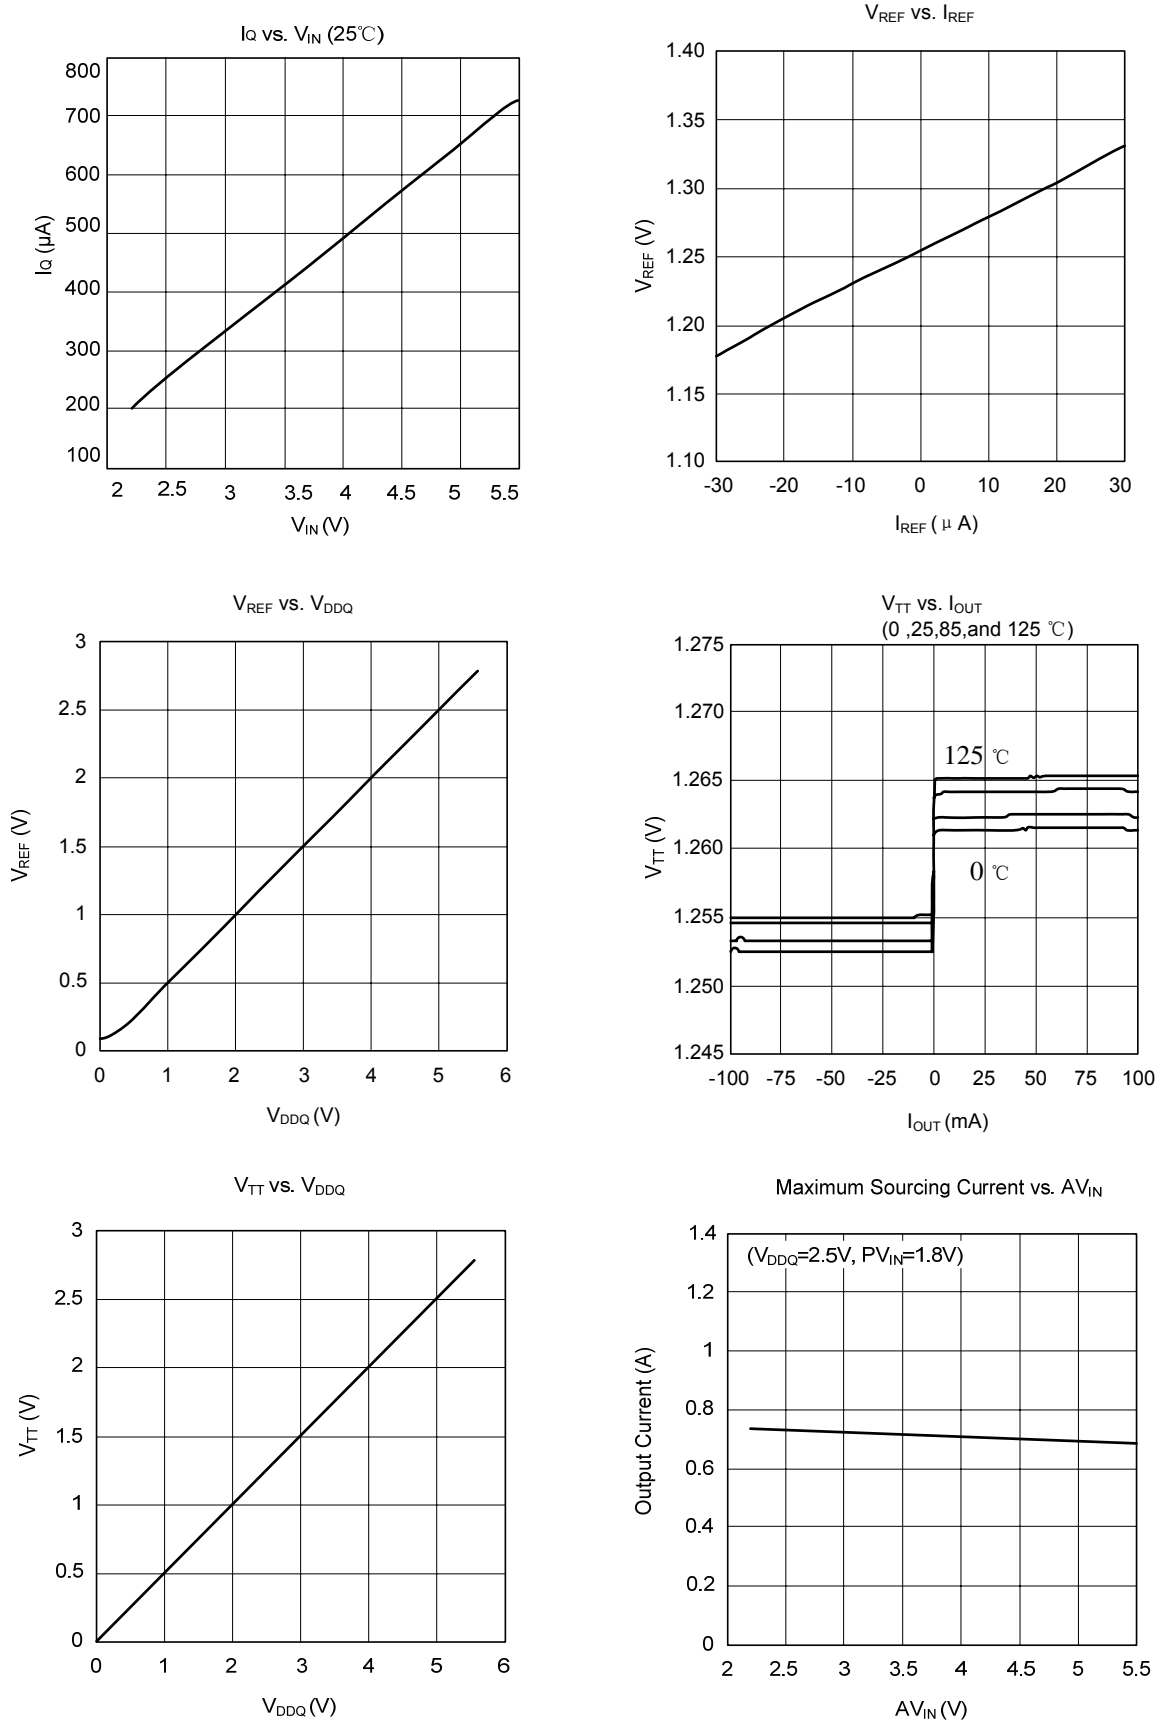 IQ vs. VIN (25℃)
800
700
600
500
400
300
200
100
IQ (µA)
2 2.5 3 3.5 4 4.5 5 5.5
VIN (V)
VREF vs. IREF
1.40
1.35
1.30
1.25
1.20
1.15
1.10
VREF (V)
-30 -20 -10 0 10 20 30
IREF ( μ A)
VREF vs. VDDQ
3
2.5
2
1.5
1
0.5
0
VREF (V)
0 1 2 3 4 5 6
VDDQ (V)
VTT vs. IOUT
(0 ,25,85,and 125 ℃)
1.275
1.270
1.265
1.260
1.255
1.250
1.245
VTT (V)
125 ℃
0 ℃
-100 -75 -50 -25 0 25 50 75 100
IOUT (mA)
VTT vs. VDDQ
3
2.5
2
1.5
1
0.5
0
VTT (V)
0 1 2 3 4 5 6
VDDQ (V)
Maximum Sourcing Current vs. AVIN
(VDDQ=2.5V, PVIN=1.8V)
1.4
1.2
1
0.8
0.6
0.4
0.2
0
Output Current (A)
2 2.5 3 3.5 4 4.5 5 5.5
AVIN (V)